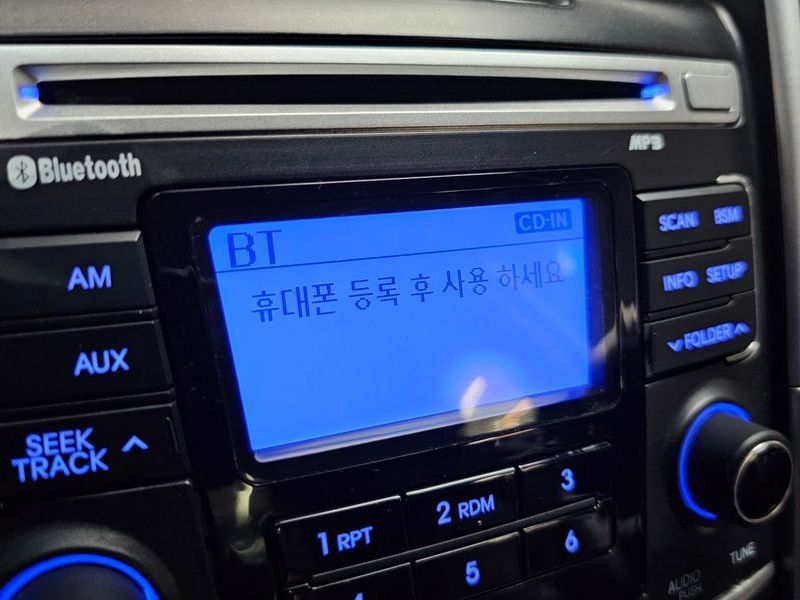 Bluetooth
MP3
BT
CD-IN
휴대폰 등록 후 사용 하세요
AM
AUX
SEEK
TRACK
SCAN
BSM
INFO
SETUP
FOLDER
1 RPT
2 RDM
3
4
5
6
TUNE
AUDIO
PUSH